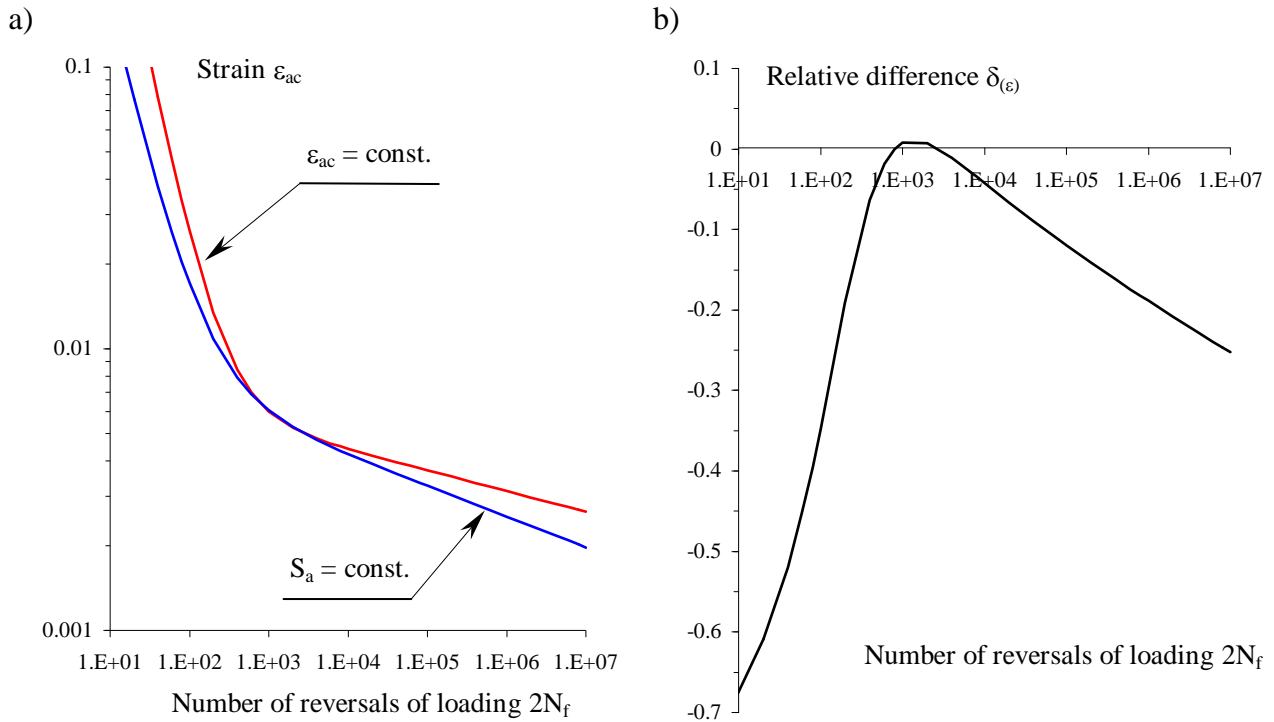 a)
0.1
Strain εac
εac = const.
0.01
Sa = const.
0.001
1.E+01 1.E+02 1.E+03 1.E+04 1.E+05 1.E+06 1.E+07
Number of reversals of loading 2Nf
b)
0.1
Relative difference δ(ε)
0
1.E+01 1.E+02 1.E+03 1.E+04 1.E+05 1.E+06 1.E+07
-0.1
-0.2
-0.3
-0.4
-0.5
-0.6
Number of reversals of loading 2Nf
-0.7